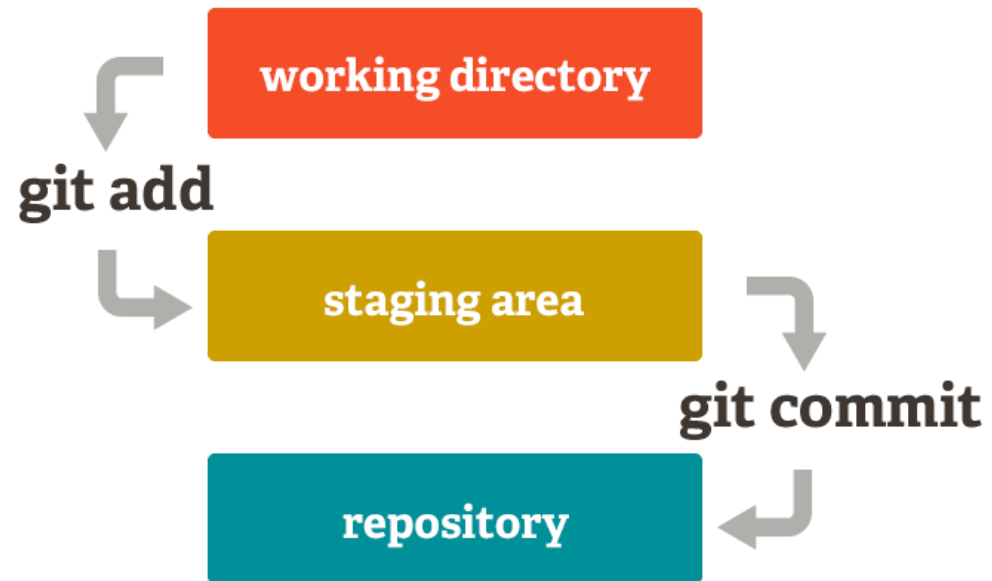 working directory
git add
staging area
git commit
repository